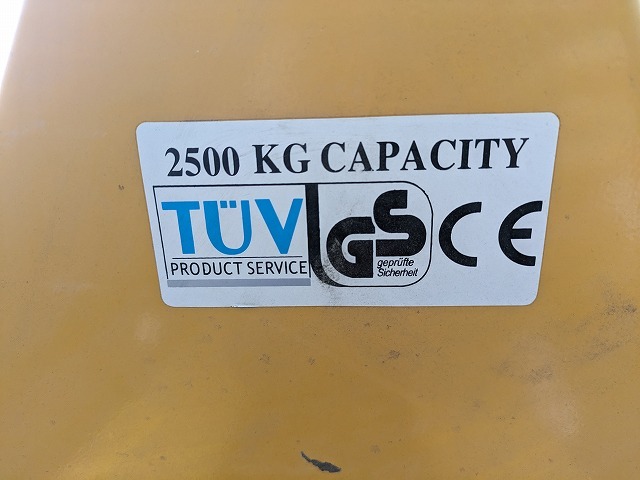 2500 KG CAPACITY
TÜV
PRODUCT SERVICE
GS
geprüfte
Sicherheit
CE